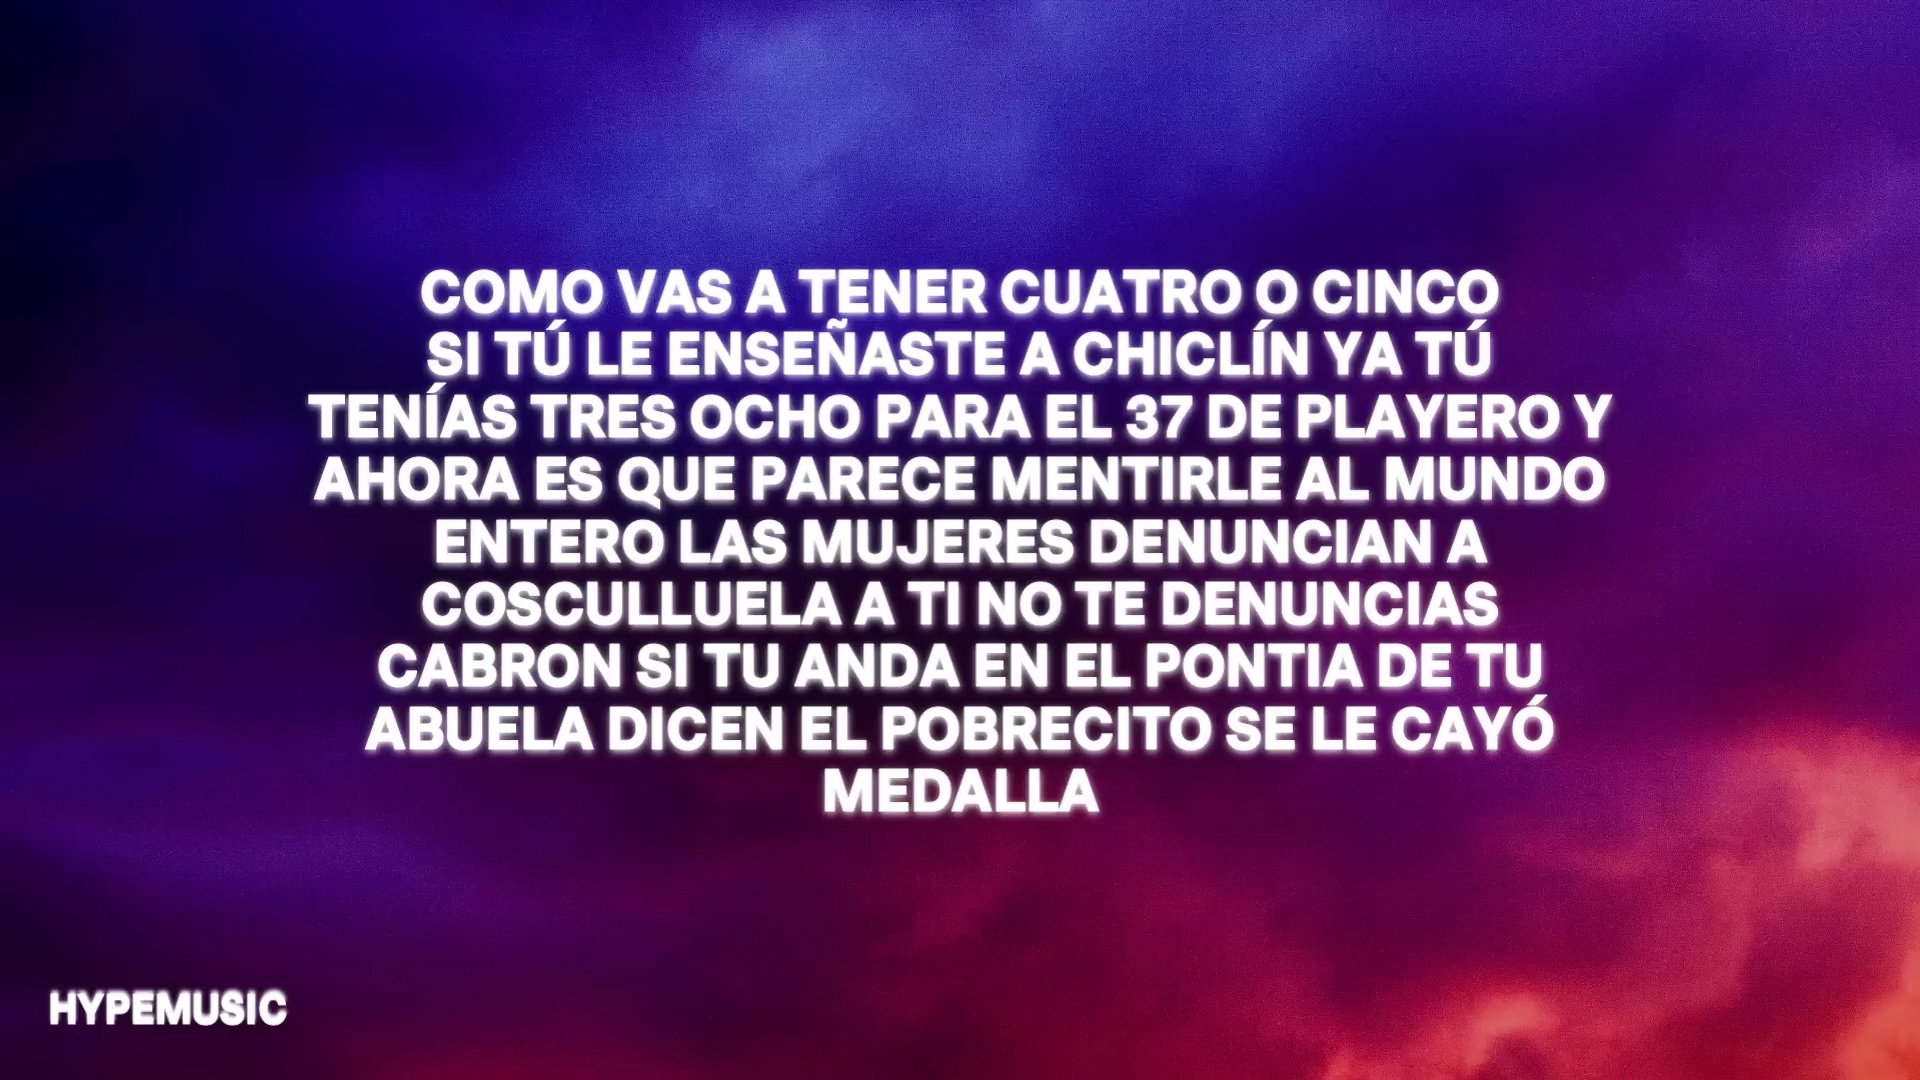 COMO VAS A TENER CUATRO O CINCO
SI TÚ LE ENSEÑASTE A CHICLÍN YA TÚ
TENÍAS TRES OCHO PARA EL 37 DE PLAYERO Y
AHORA ES QUE PARECE MENTIRLE AL MUNDO
ENTERO LAS MUJERES DENUNCIAN A
COSCULLUELA A TI NO TE DENUNCIAS
CABRON SI TU ANDA EN EL PONTIA DE TU
ABUELA DICEN EL POBRECITO SE LE CAYÓ
MEDALLA
HYPEMUSIC